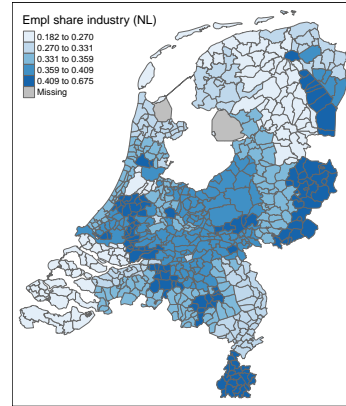 Empl share industry (NL)
0.182 to 0.270
0.270 to 0.331
0.331 to 0.359
0.359 to 0.409
0.409 to 0.675
Missing